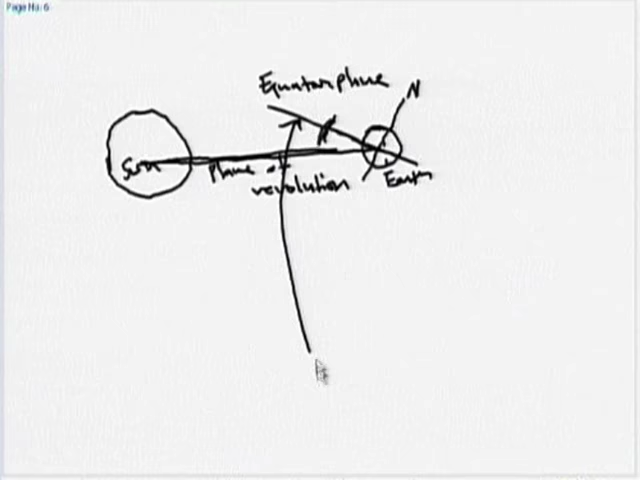 Page No: 6
Equator plane
N
Sun
Plane of
revolution
Earth